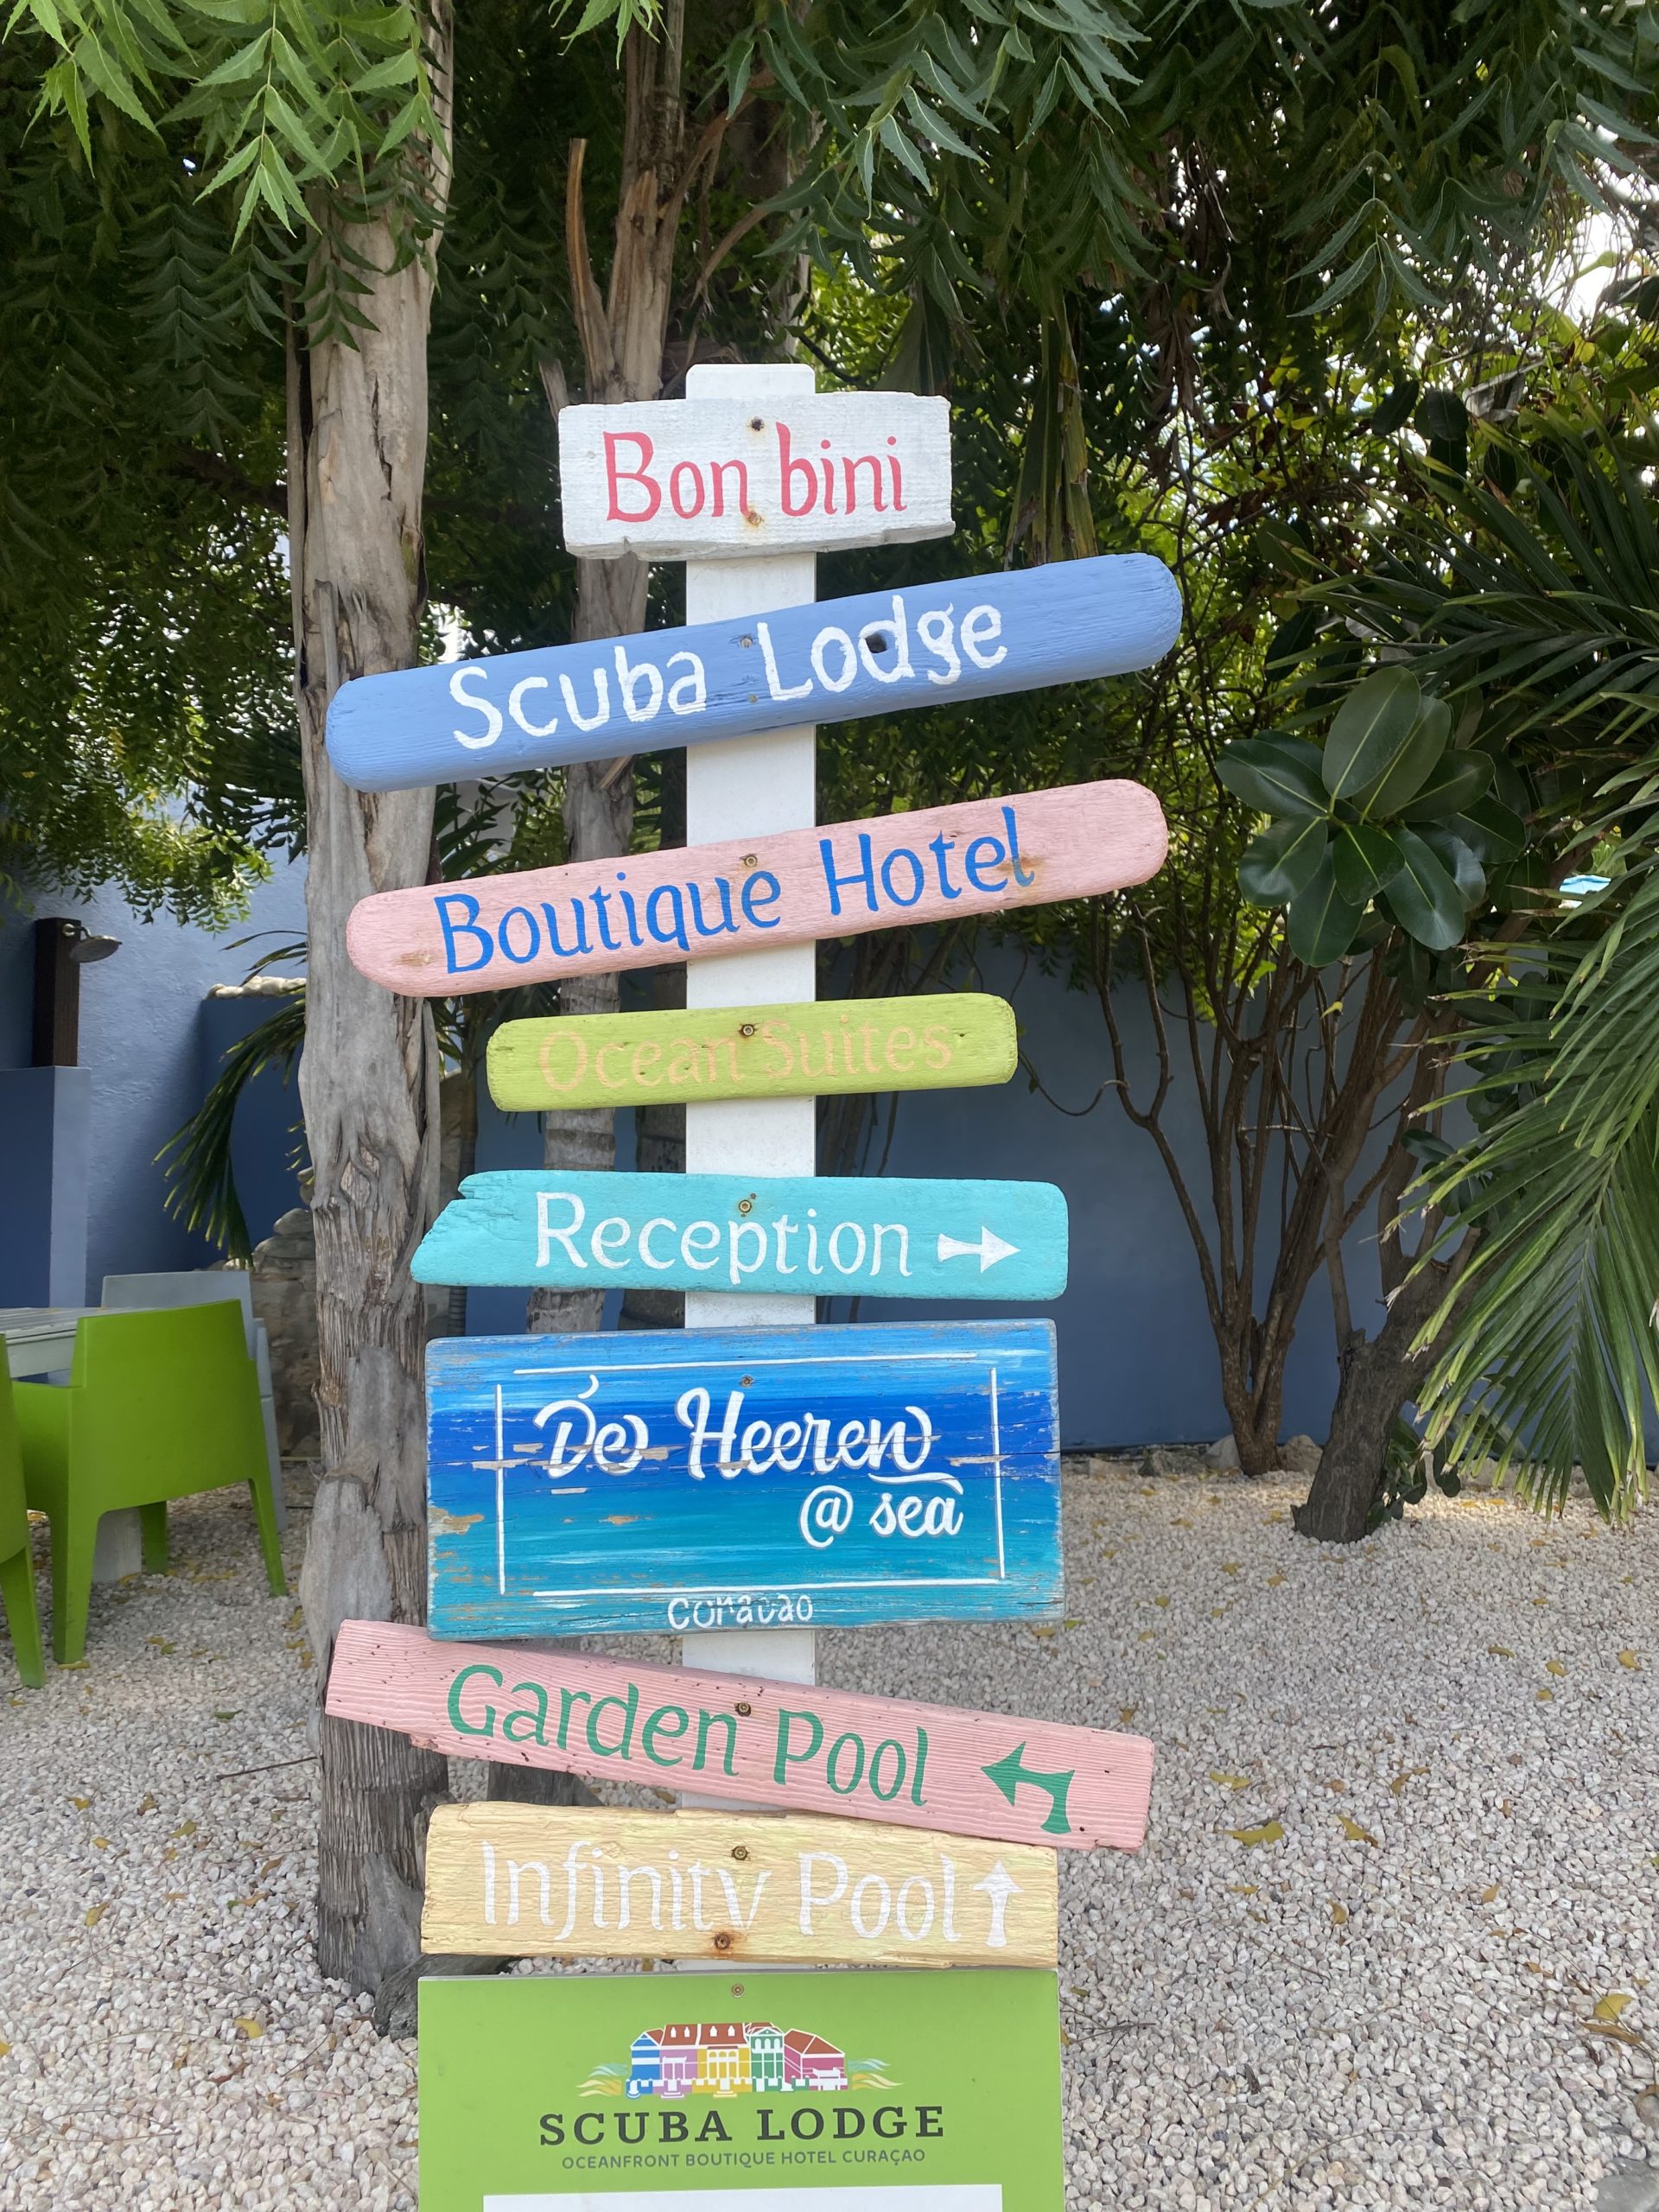 Bon bini
Scuba Lodge
Boutique Hotel
Ocean Suites
Reception →
De Heeren
@ sea
curacao
Garden Pool
Infinity Pool ↑
SCUBA LODGE
OCEANFRONT BOUTIQUE HOTEL CURAÇAO